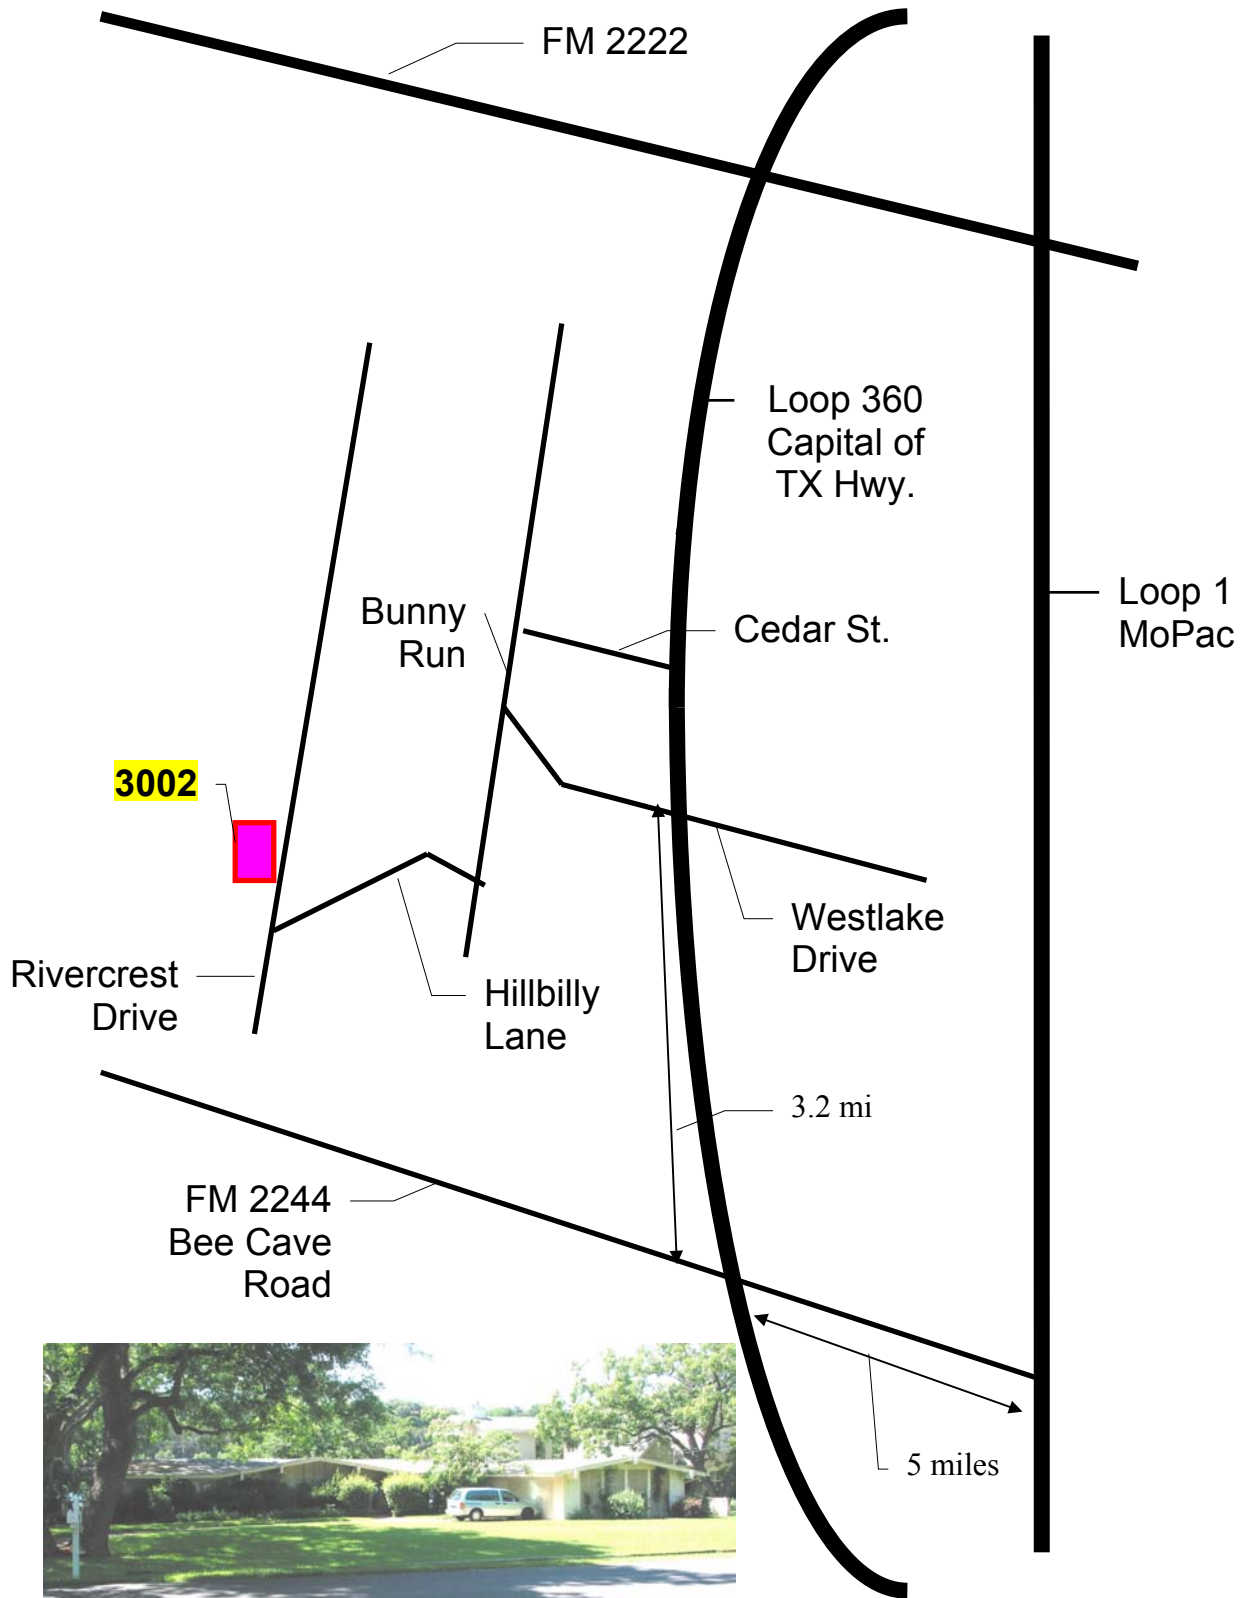 FM 2222
Loop 360
Capital of
TX Hwy.
Loop 1
MoPac
Bunny
Run
Cedar St.
3002
Westlake
Drive
Rivercrest
Drive
Hillbilly
Lane
3.2 mi
FM 2244
Bee Cave
Road
5 miles